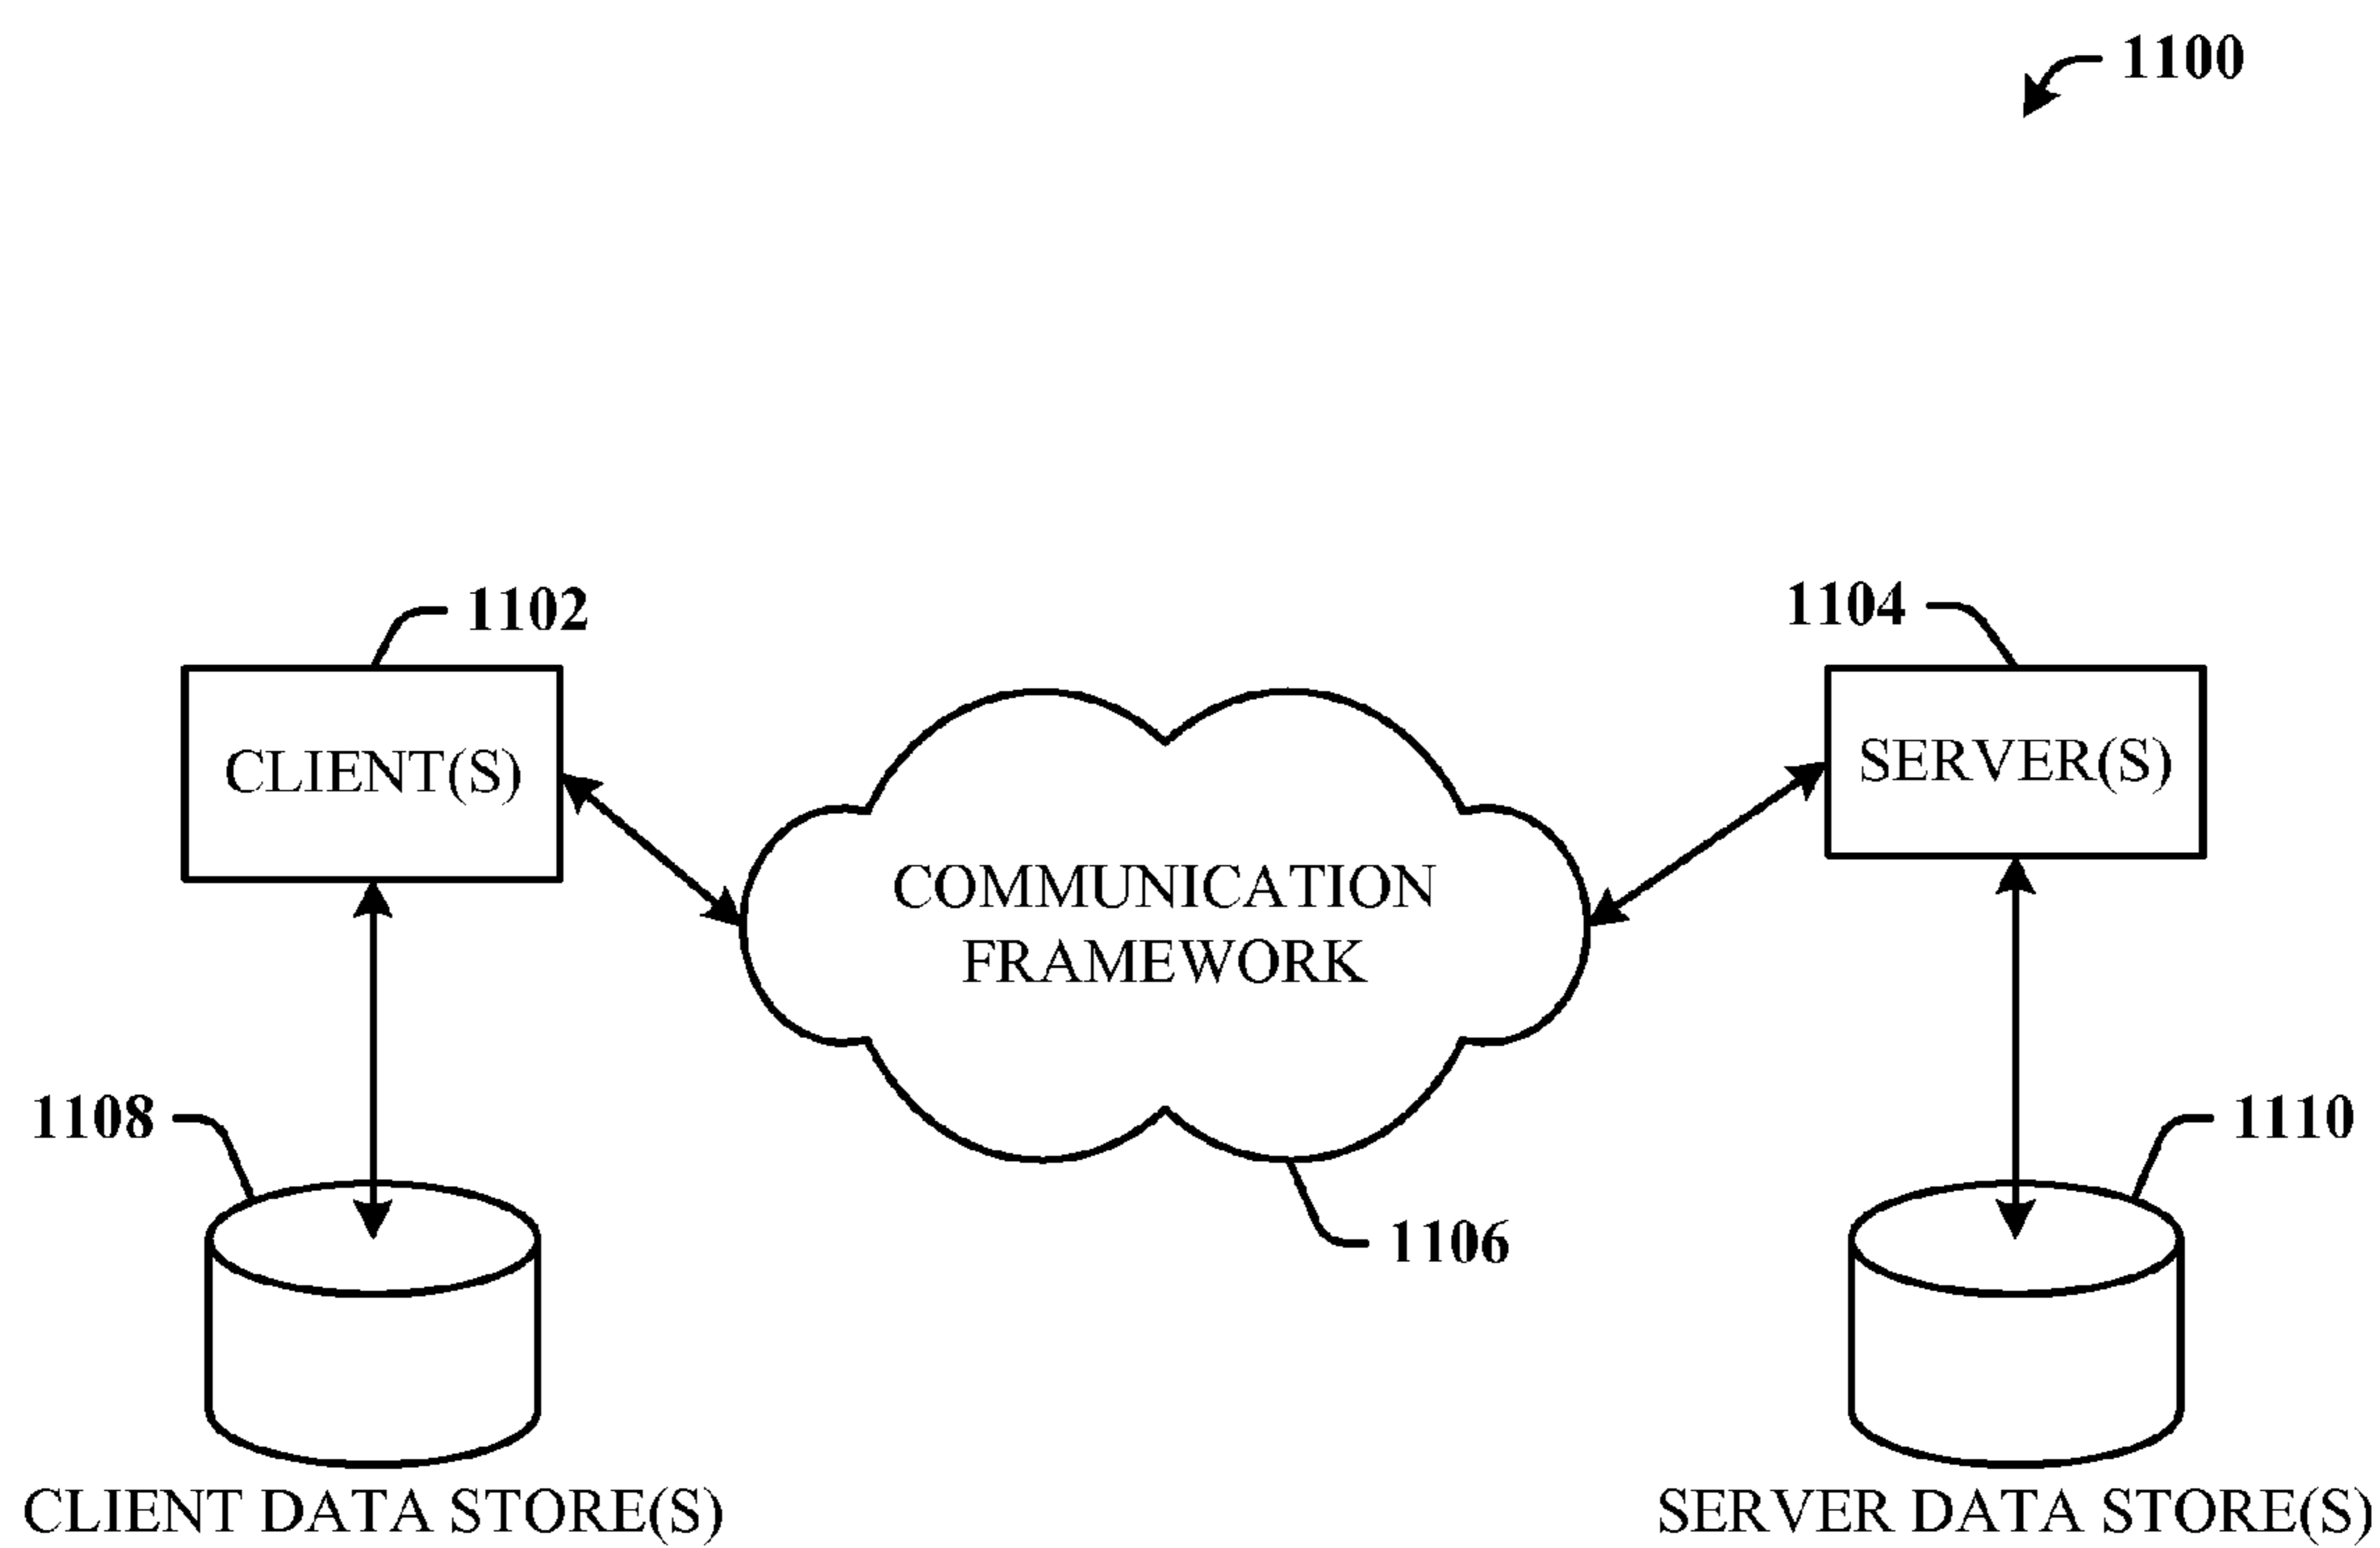 1100
1102
1104
CLIENT(S)
SERVER(S)
COMMUNICATION
FRAMEWORK
1108
1110
1106
CLIENT DATA STORE(S)
SERVER DATA STORE(S)